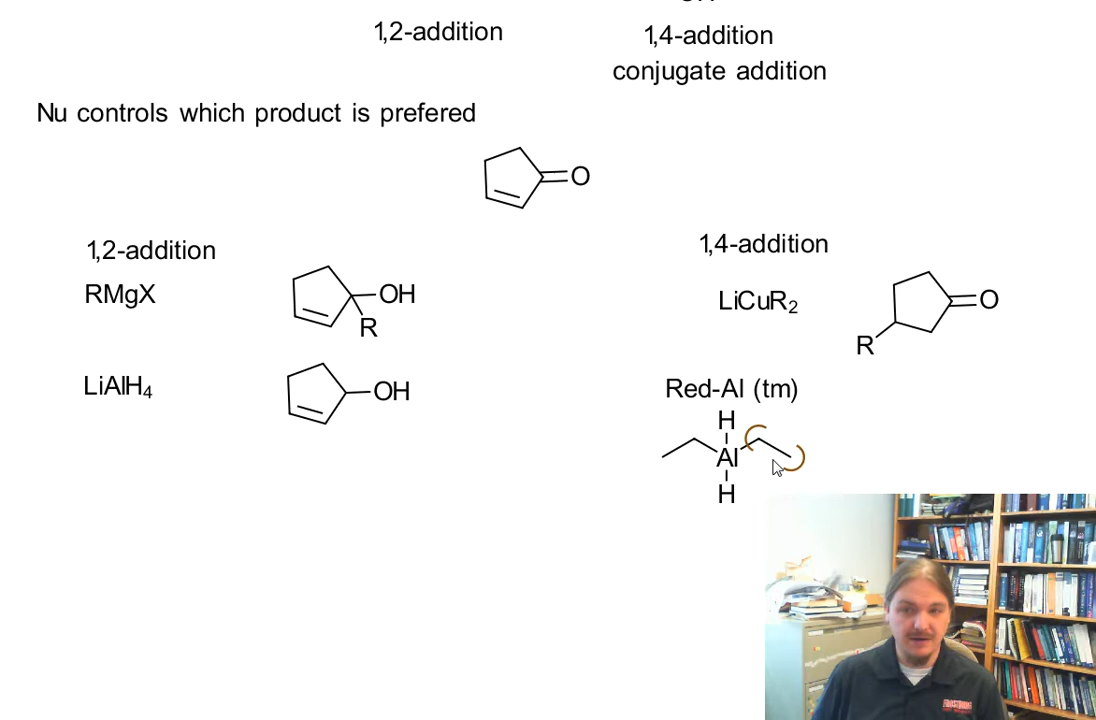 1,2-addition
1,4-addition
conjugate addition
Nu controls which product is prefered
O
1,2-addition
1,4-addition
RMgX
OH
R
LiCuR2
O
R
LiAlH4
OH
Red-Al (tm)
H
Al
H